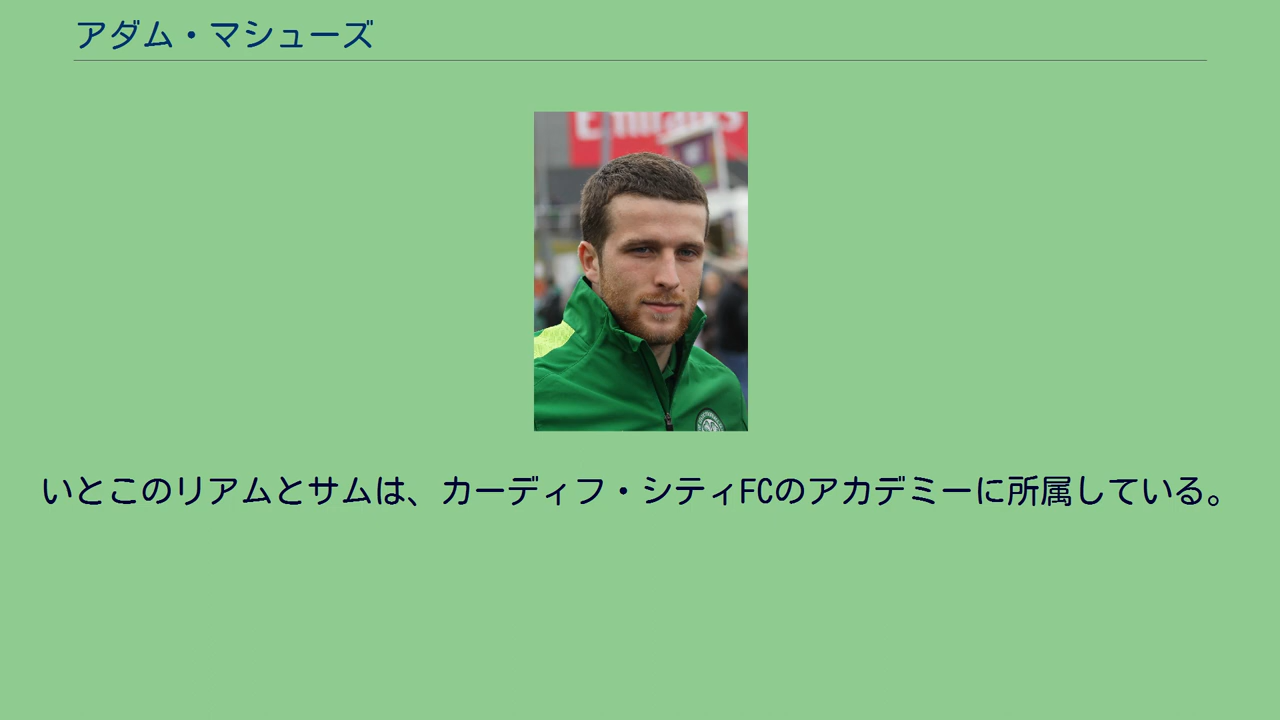 アダム・マシューズ
Emirates
いとこのリアムとサムは、カーディフ・シティFCのアカデミーに所属している。